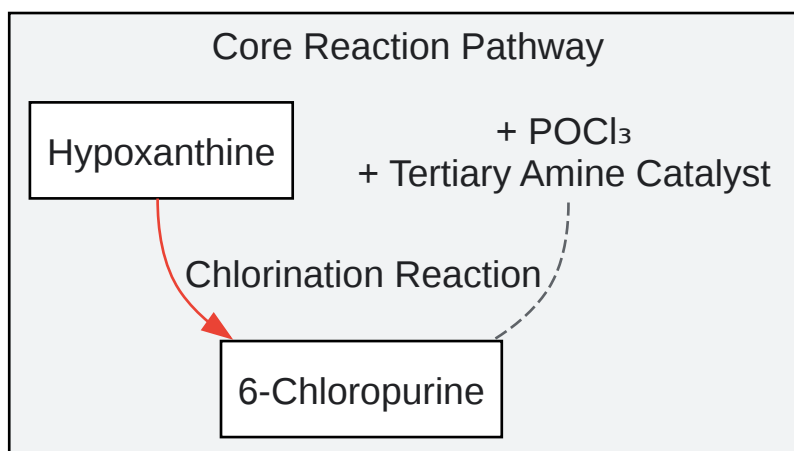 Core Reaction Pathway
Hypoxanthine
+ POCl₃
+ Tertiary Amine Catalyst
Chlorination Reaction
6-Chloropurine